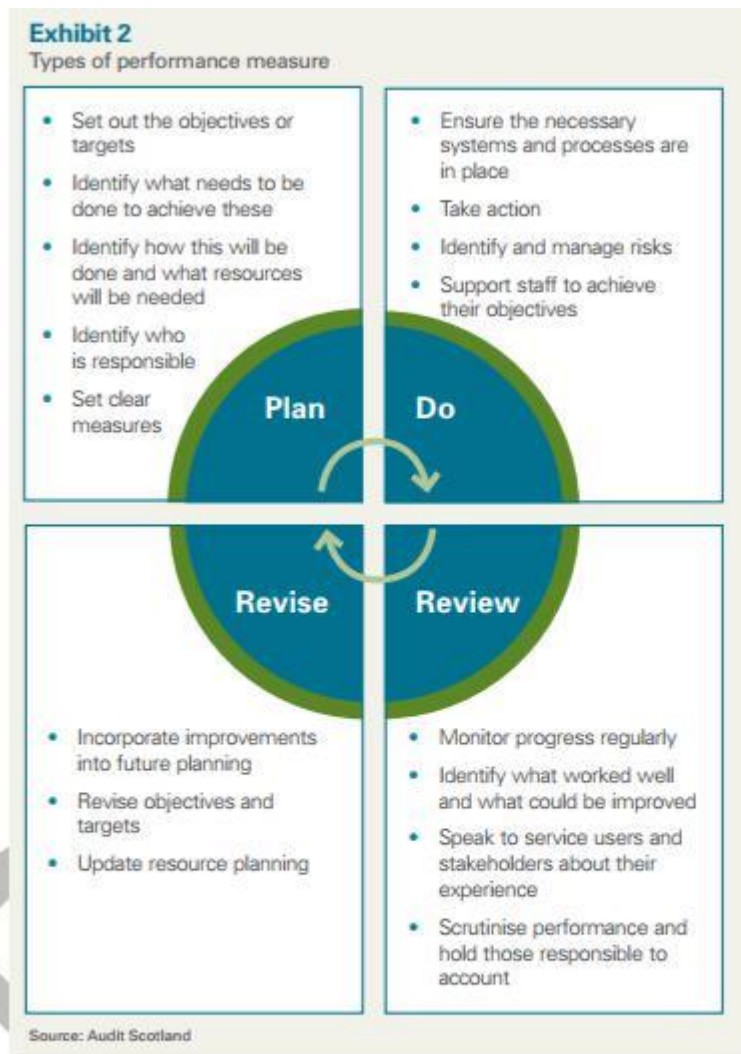 Exhibit 2
Types of performance measure
• Set out the objectives or
targets
• Identify what needs to be
done to achieve these
• Identify how this will be
done and what resources
will be needed
• Identify who
is responsible
• Set clear
measures
Plan
• Ensure the necessary
systems and processes are
in place
• Take action
• Identify and manage risks
• Support staff to achieve
their objectives
Do
Revise
• Incorporate improvements
into future planning
• Revise objectives and
targets
• Update resource planning
Review
• Monitor progress regularly
• Identify what worked well
and what could be improved
• Speak to service users and
stakeholders about their
experience
• Scrutinise performance and
hold those responsible to
account
Source: Audit Scotland